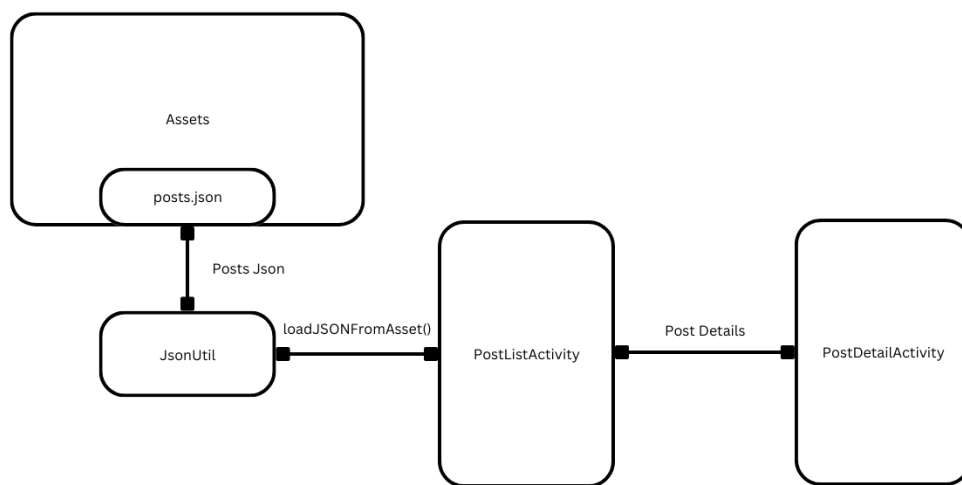 Assets
posts.json
Posts Json
JsonUtil
loadJSONFromAsset()
PostListActivity
Post Details
PostDetailActivity